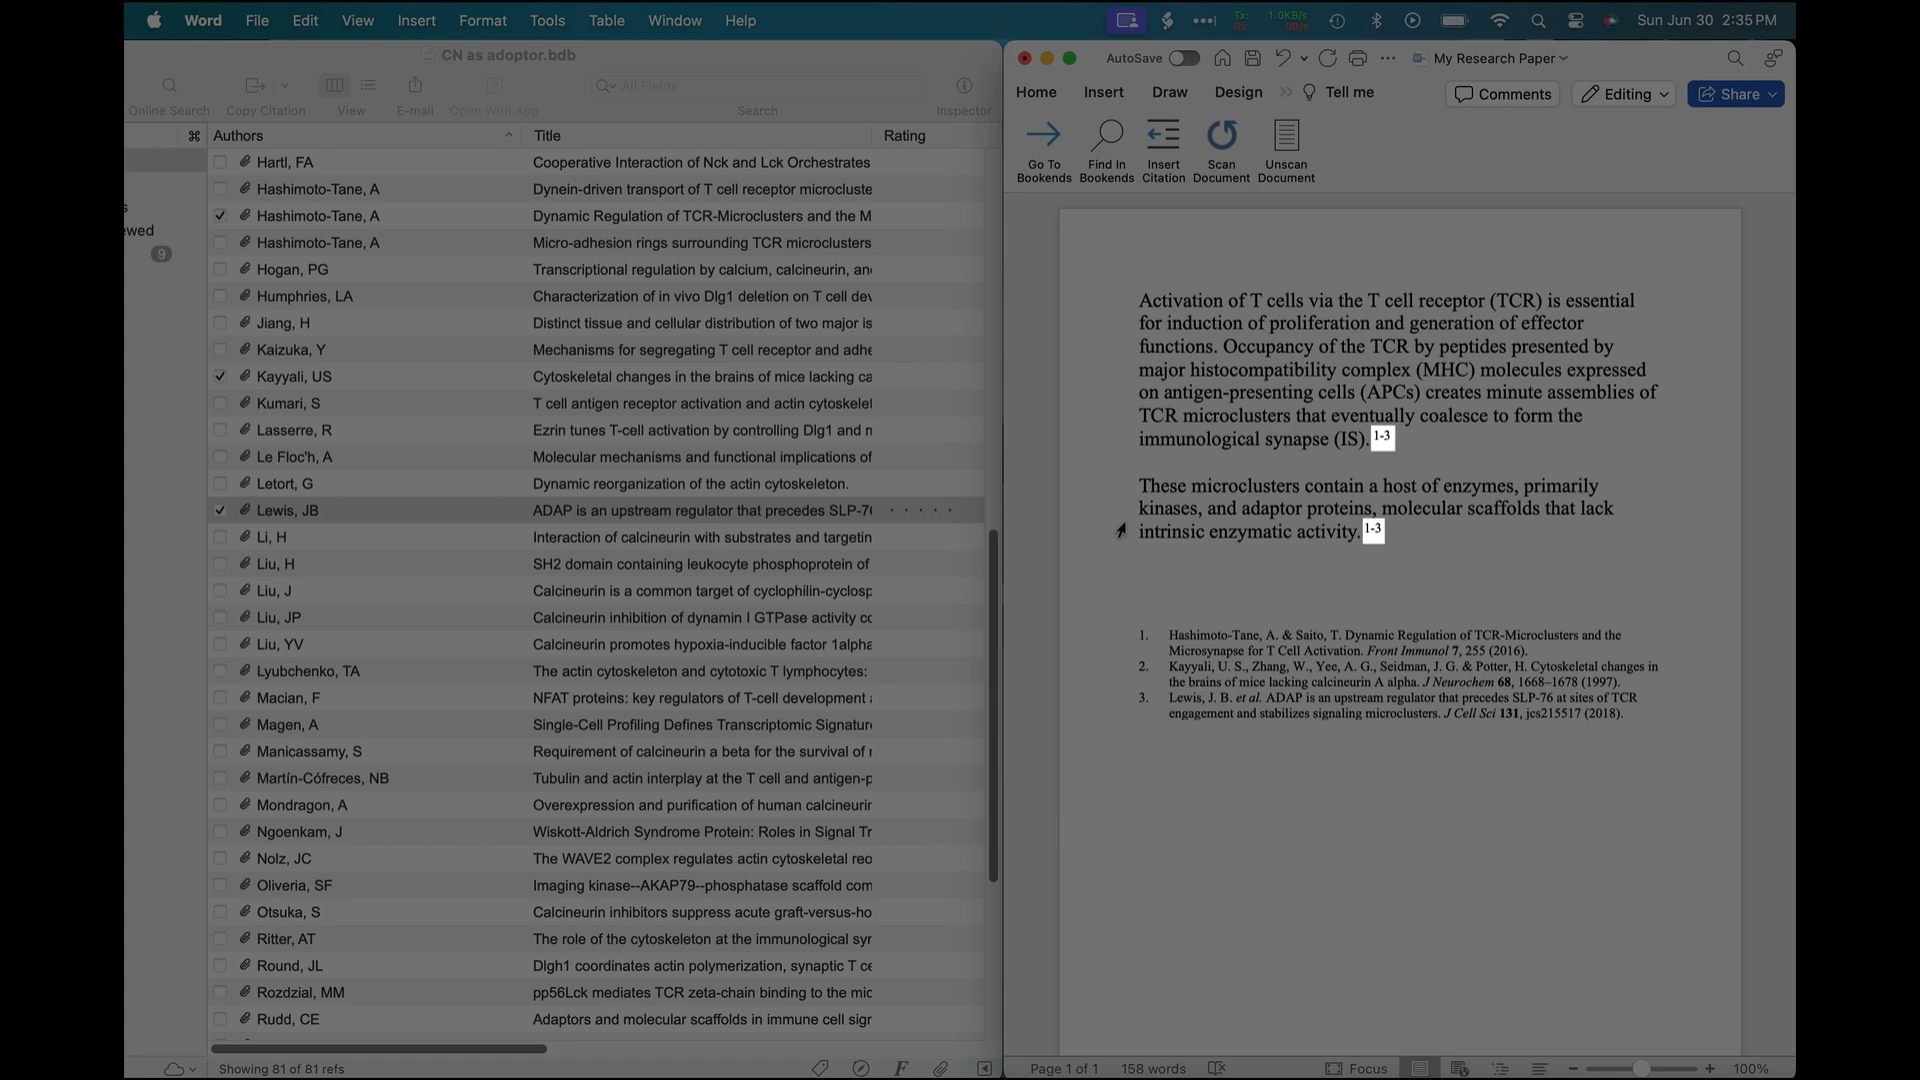 Word File Edit View Insert Format Tools Table Window Help
Tx: 1.0KB/s
Rx: 0B/s
Sun Jun 30 2:35 PM
CN as adoptor.bdb
All Fields
Online Search Copy Citation View E-mail Open With App Search Inspector
⌘ Authors Title Rating
Hartl, FA Cooperative Interaction of Nck and Lck Orchestrates
Hashimoto-Tane, A Dynein-driven transport of T cell receptor microcluste
Hashimoto-Tane, A Dynamic Regulation of TCR-Microclusters and the M
Hashimoto-Tane, A Micro-adhesion rings surrounding TCR microclusters
Hogan, PG Transcriptional regulation by calcium, calcineurin, an
Humphries, LA Characterization of in vivo Dlg1 deletion on T cell dev
Jiang, H Distinct tissue and cellular distribution of two major is
Kaizuka, Y Mechanisms for segregating T cell receptor and adhe
Kayyali, US Cytoskeletal changes in the brains of mice lacking ca
Kumari, S T cell antigen receptor activation and actin cytoskelet
Lasserre, R Ezrin tunes T-cell activation by controlling Dlg1 and m
Le Floc'h, A Molecular mechanisms and functional implications of
Letort, G Dynamic reorganization of the actin cytoskeleton.
Lewis, JB ADAP is an upstream regulator that precedes SLP-76
Li, H Interaction of calcineurin with substrates and targetin
Liu, H SH2 domain containing leukocyte phosphoprotein of
Liu, J Calcineurin is a common target of cyclophilin-cyclosp
Liu, JP Calcineurin inhibition of dynamin I GTPase activity co
Liu, YV Calcineurin promotes hypoxia-inducible factor 1alpha
Lyubchenko, TA The actin cytoskeleton and cytotoxic T lymphocytes:
Macian, F NFAT proteins: key regulators of T-cell development
Magen, A Single-Cell Profiling Defines Transcriptomic Signature
Manicassamy, S Requirement of calcineurin a beta for the survival of
Martín-Cófreces, NB Tubulin and actin interplay at the T cell and antigen-p
Mondragon, A Overexpression and purification of human calcineurin
Ngoenkam, J Wiskott-Aldrich Syndrome Protein: Roles in Signal Tr
Nolz, JC The WAVE2 complex regulates actin cytoskeletal reo
Oliveria, SF Imaging kinase--AKAP79--phosphatase scaffold com
Otsuka, S Calcineurin inhibitors suppress acute graft-versus-ho
Ritter, AT The role of the cytoskeleton at the immunological syn
Round, JL Dlgh1 coordinates actin polymerization, synaptic T ce
Rozdzial, MM pp56Lck mediates TCR zeta-chain binding to the mic
Rudd, CE Adaptors and molecular scaffolds in immune cell sign
s
ewed
9
Showing 81 of 81 refs
AutoSave My Research Paper
Home Insert Draw Design Tell me Comments Editing Share
Go To Bookends
Find In Bookends
Insert Citation
Scan Document
Unscan Document
Activation of T cells via the T cell receptor (TCR) is essential
for induction of proliferation and generation of effector
functions. Occupancy of the TCR by peptides presented by
major histocompatibility complex (MHC) molecules expressed
on antigen-presenting cells (APCs) creates minute assemblies of
TCR microclusters that eventually coalesce to form the
immunological synapse (IS). 1-3
These microclusters contain a host of enzymes, primarily
kinases, and adaptor proteins, molecular scaffolds that lack
intrinsic enzymatic activity. 1-3
1. Hashimoto-Tane, A. & Saito, T. Dynamic Regulation of TCR-Microclusters and the
Microsynapse for T Cell Activation. Front Immunol 7, 255 (2016).
2. Kayyali, U. S., Zhang, W., Yee, A. G., Seidman, J. G. & Potter, H. Cytoskeletal changes in
the brains of mice lacking calcineurin A alpha. J Neurochem 68, 1668–1678 (1997).
3. Lewis, J. B. et al. ADAP is an upstream regulator that precedes SLP-76 at sites of TCR
engagement and stabilizes signaling microclusters. J Cell Sci 131, jcs215517 (2018).
Page 1 of 1 158 words Focus 100%